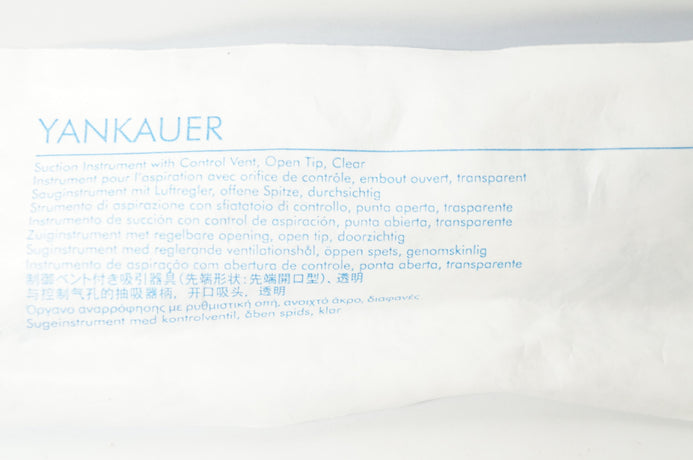 YANKAUER
Suction Instrument with Control Vent, Open Tip, Clear
Instrument pour l'aspiration avec orifice de contrôle, embout ouvert, transparent
Sauginstrument mit Luftregler, offene Spitze, durchsichtig
Strumento di aspirazione con sfiatatoio di controllo, punta aperta, trasparente
Instrumento de succión con control de aspiración, punta abierta, transparente
Zuiginstrument met regelbare opening, open tip, doorzichtig
Suginstrument med reglerande ventilationshål, öppen spets, genomskinlig
Instrumento de aspiração com abertura de controle, ponta aberta, transparente
制御ベント付き吸引器具(先端形状:先端開口型)、透明
与控制气孔的抽吸器柄，开口吸头，透明
Όργανο αναρρόφησης με ρυθμιστική οπή, ανοιχτό άκρο, διαφανές
Sugeinstrument med kontrolventil, åben spids, klar